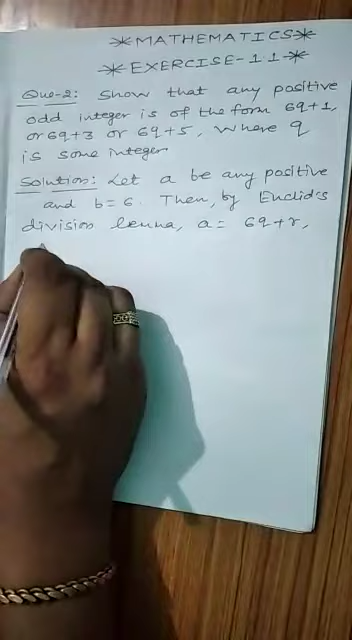 *MATHEMATICS*
*EXERCISE-1.1-*
Que-2: Show that any positive
odd integer is of the form 6q+1,
or 6q+3 or 6q+5, where q
is some integer
Solution: Let a be any positive
and b=6. Then, by Euclid's
division lemma, a= 6q+r,